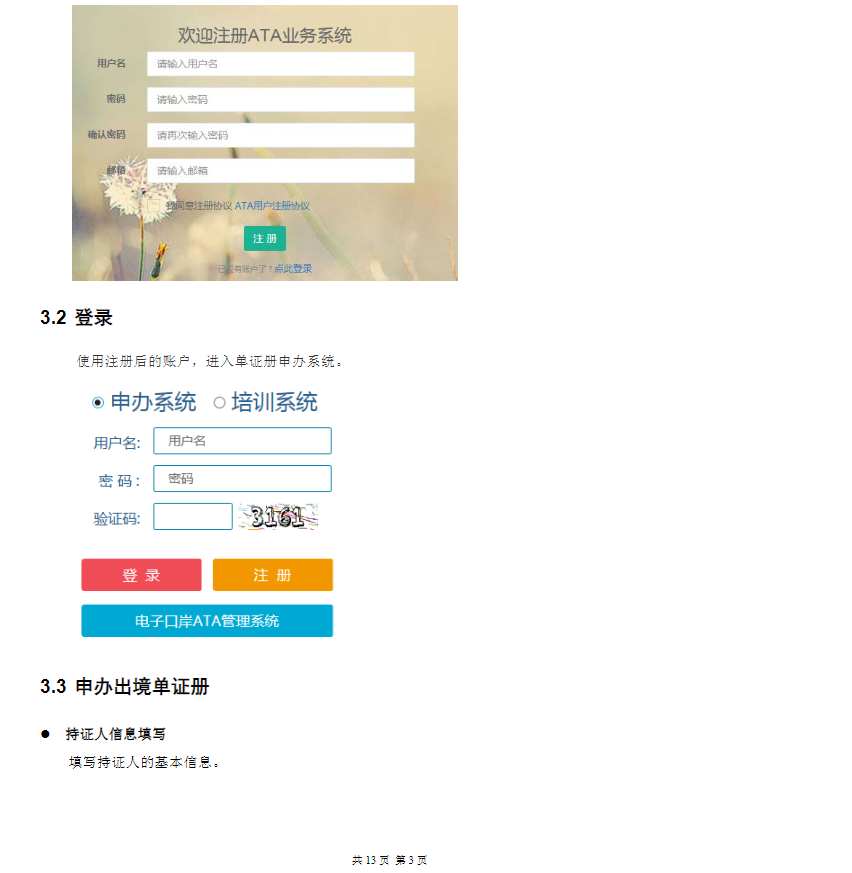 欢迎注册ATA业务系统
用户名 请输入用户名
密码 请输入密码
确认密码 请再次输入密码
邮箱 请输入邮箱
我同意注册协议 ATA用户注册协议
注 册
已经有账户了？点此登录
3.2 登录
使用注册后的账户，进入单证册申办系统。
申办系统 培训系统
用户名: 用户名
密 码 : 密码
验证码: 3161
登 录 注 册
电子口岸ATA管理系统
3.3 申办出境单证册
● 持证人信息填写
填写持证人的基本信息。
共 13 页 第 3 页